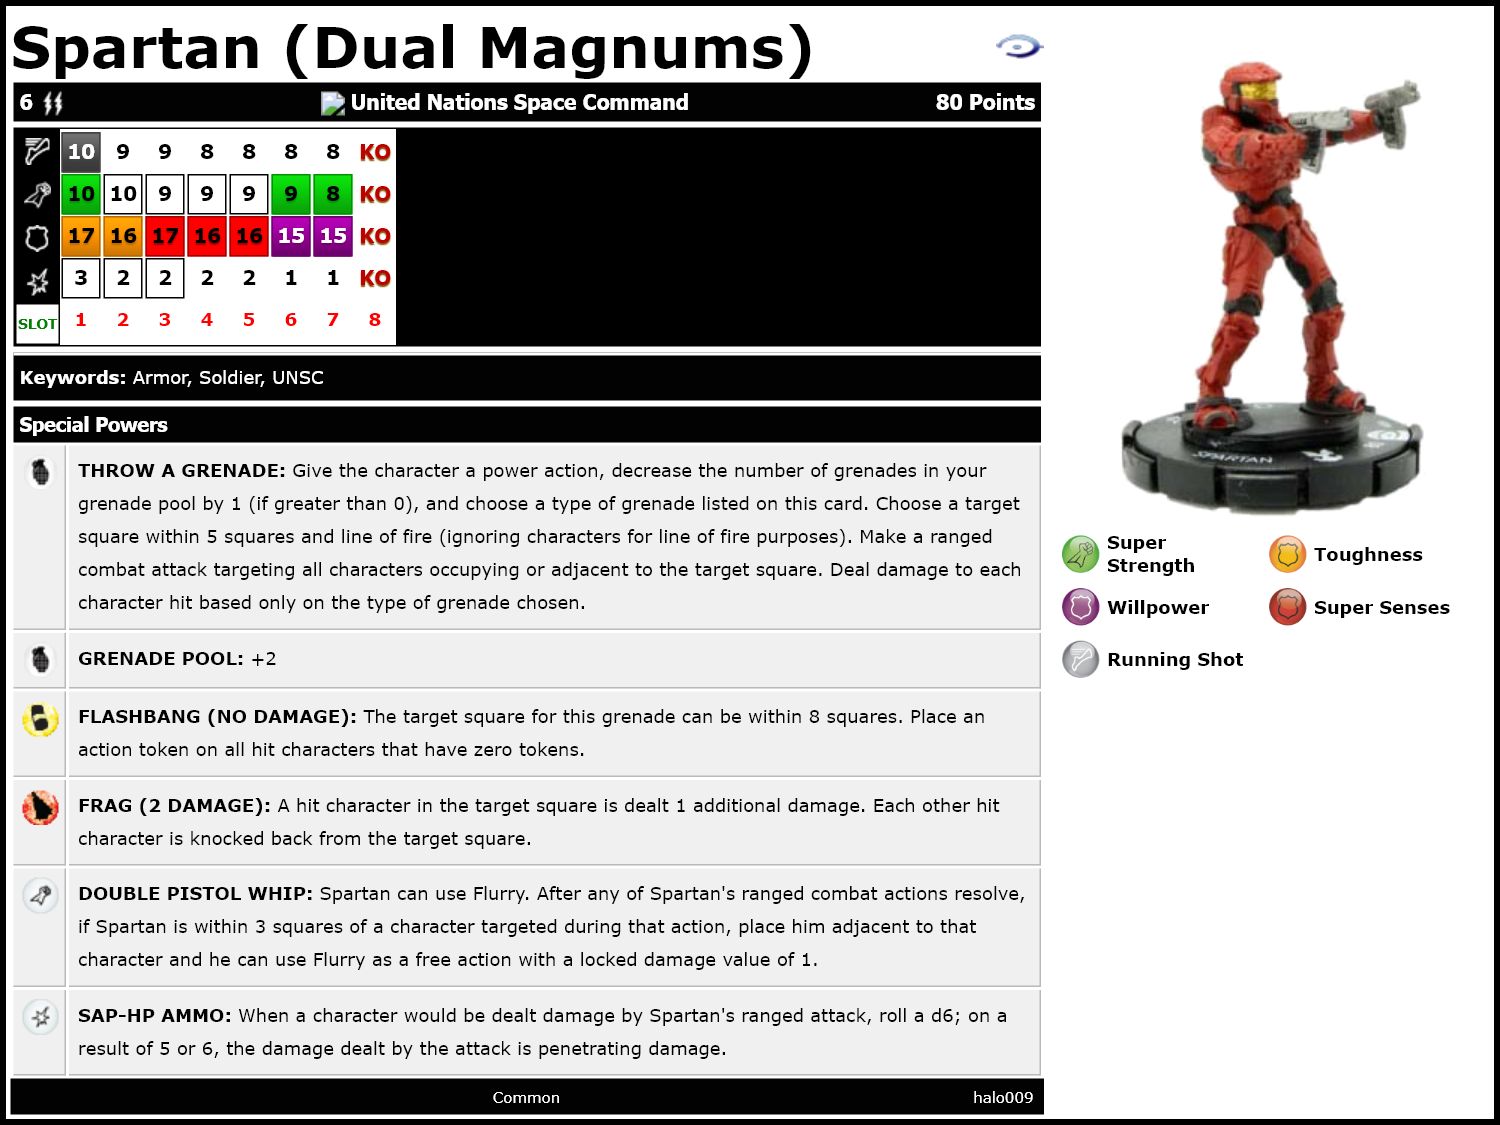 Spartan (Dual Magnums)
6 United Nations Space Command 80 Points
10 9 9 8 8 8 8 KO
10 10 9 9 9 9 8 KO
17 16 17 16 16 15 15 KO
3 2 2 2 2 1 1 KO
SLOT 1 2 3 4 5 6 7 8
Keywords: Armor, Soldier, UNSC
Special Powers
THROW A GRENADE: Give the character a power action, decrease the number of grenades in your
grenade pool by 1 (if greater than 0), and choose a type of grenade listed on this card. Choose a target
square within 5 squares and line of fire (ignoring characters for line of fire purposes). Make a ranged
combat attack targeting all characters occupying or adjacent to the target square. Deal damage to each
character hit based only on the type of grenade chosen.
GRENADE POOL: +2
FLASHBANG (NO DAMAGE): The target square for this grenade can be within 8 squares. Place an
action token on all hit characters that have zero tokens.
FRAG (2 DAMAGE): A hit character in the target square is dealt 1 additional damage. Each other hit
character is knocked back from the target square.
DOUBLE PISTOL WHIP: Spartan can use Flurry. After any of Spartan's ranged combat actions resolve,
if Spartan is within 3 squares of a character targeted during that action, place him adjacent to that
character and he can use Flurry as a free action with a locked damage value of 1.
SAP-HP AMMO: When a character would be dealt damage by Spartan's ranged attack, roll a d6; on a
result of 5 or 6, the damage dealt by the attack is penetrating damage.
Common halo009
SPARTAN
Super
Strength
Toughness
Willpower
Super Senses
Running Shot